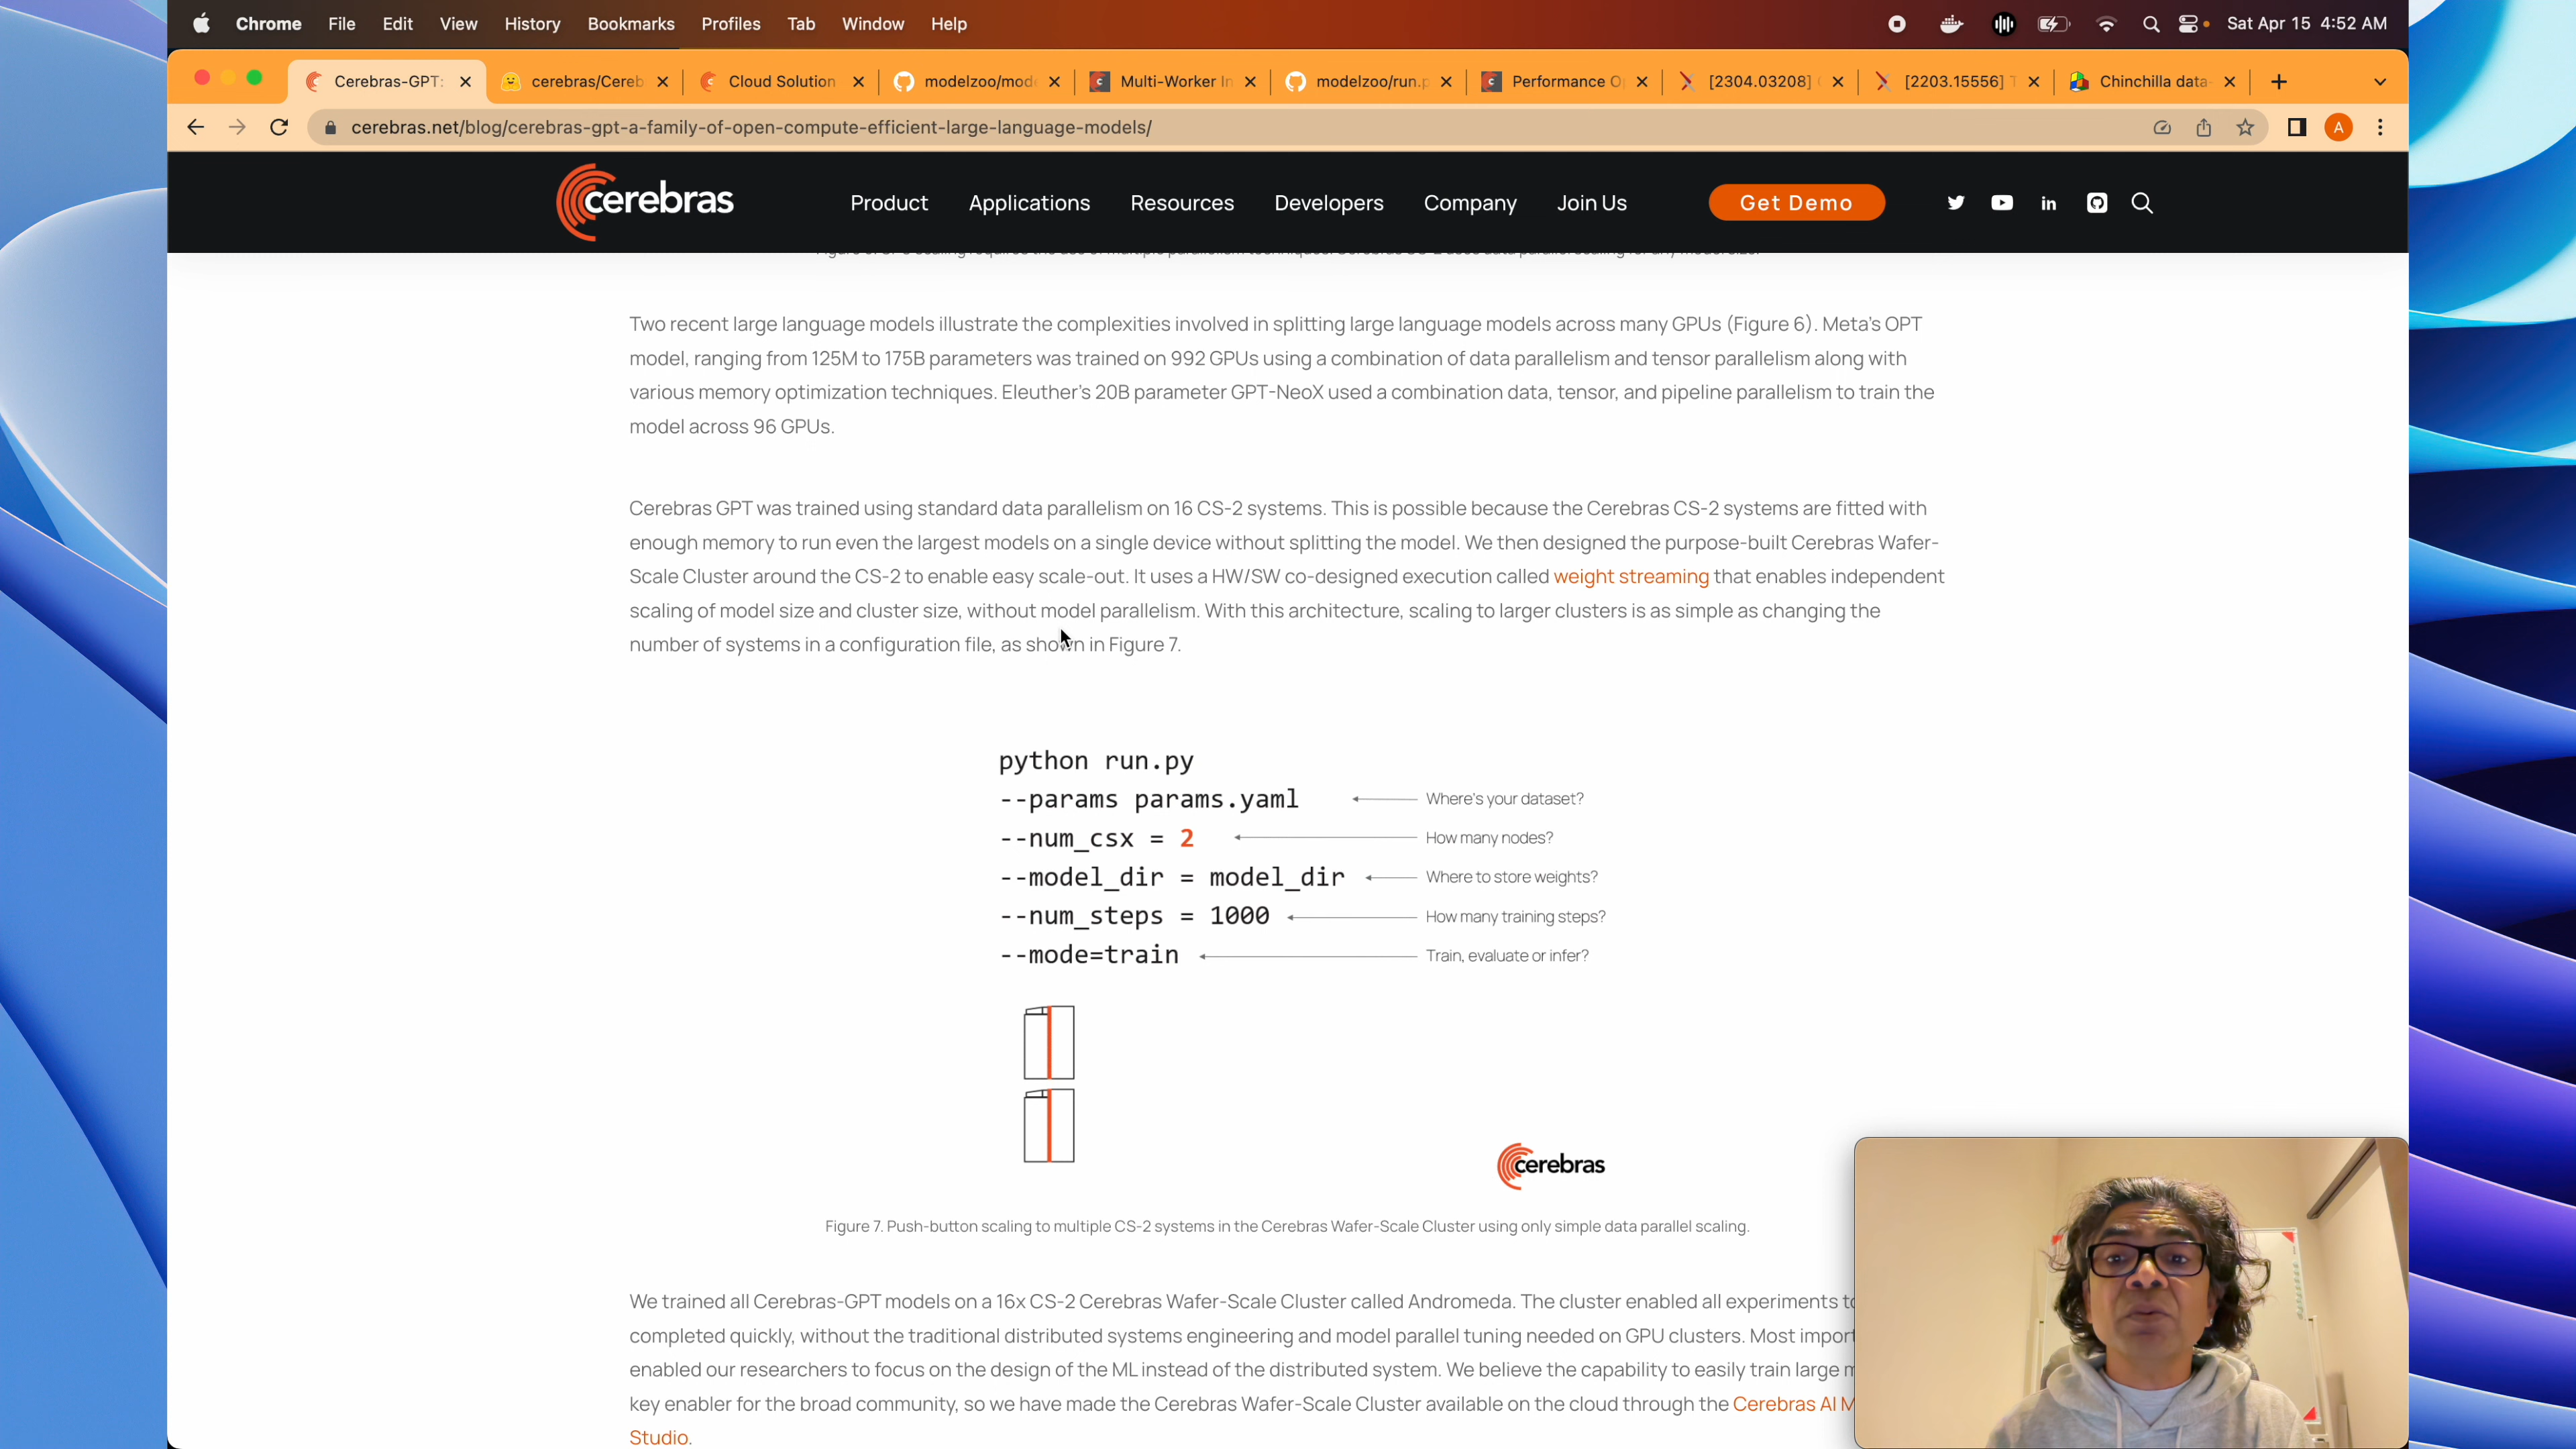 Chrome File Edit View History Bookmarks Profiles Tab Window Help Sat Apr 15 4:52 AM
Cerebras-GPT: cerebras/Cereb Cloud Solution modelzoo/mode Multi-Worker In modelzoo/run.p Performance Op [2304.03208] [2203.15556] T Chinchilla data-
cerebras.net/blog/cerebras-gpt-a-family-of-open-compute-efficient-large-language-models/ A
cerebras Product Applications Resources Developers Company Join Us Get Demo
Two recent large language models illustrate the complexities involved in splitting large language models across many GPUs (Figure 6). Meta's OPT
model, ranging from 125M to 175B parameters was trained on 992 GPUs using a combination of data parallelism and tensor parallelism along with
various memory optimization techniques. Eleuther's 20B parameter GPT-NeoX used a combination data, tensor, and pipeline parallelism to train the
model across 96 GPUs.
Cerebras GPT was trained using standard data parallelism on 16 CS-2 systems. This is possible because the Cerebras CS-2 systems are fitted with
enough memory to run even the largest models on a single device without splitting the model. We then designed the purpose-built Cerebras Wafer-
Scale Cluster around the CS-2 to enable easy scale-out. It uses a HW/SW co-designed execution called weight streaming that enables independent
scaling of model size and cluster size, without model parallelism. With this architecture, scaling to larger clusters is as simple as changing the
number of systems in a configuration file, as shown in Figure 7.
python run.py
--params params.yaml Where's your dataset?
--num_csx = 2 How many nodes?
--model_dir = model_dir Where to store weights?
--num_steps = 1000 How many training steps?
--mode=train Train, evaluate or infer?
cerebras
Figure 7. Push-button scaling to multiple CS-2 systems in the Cerebras Wafer-Scale Cluster using only simple data parallel scaling.
We trained all Cerebras-GPT models on a 16x CS-2 Cerebras Wafer-Scale Cluster called Andromeda. The cluster enabled all experiments to
completed quickly, without the traditional distributed systems engineering and model parallel tuning needed on GPU clusters. Most impor
enabled our researchers to focus on the design of the ML instead of the distributed system. We believe the capability to easily train large m
key enabler for the broad community, so we have made the Cerebras Wafer-Scale Cluster available on the cloud through the Cerebras AI M
Studio.